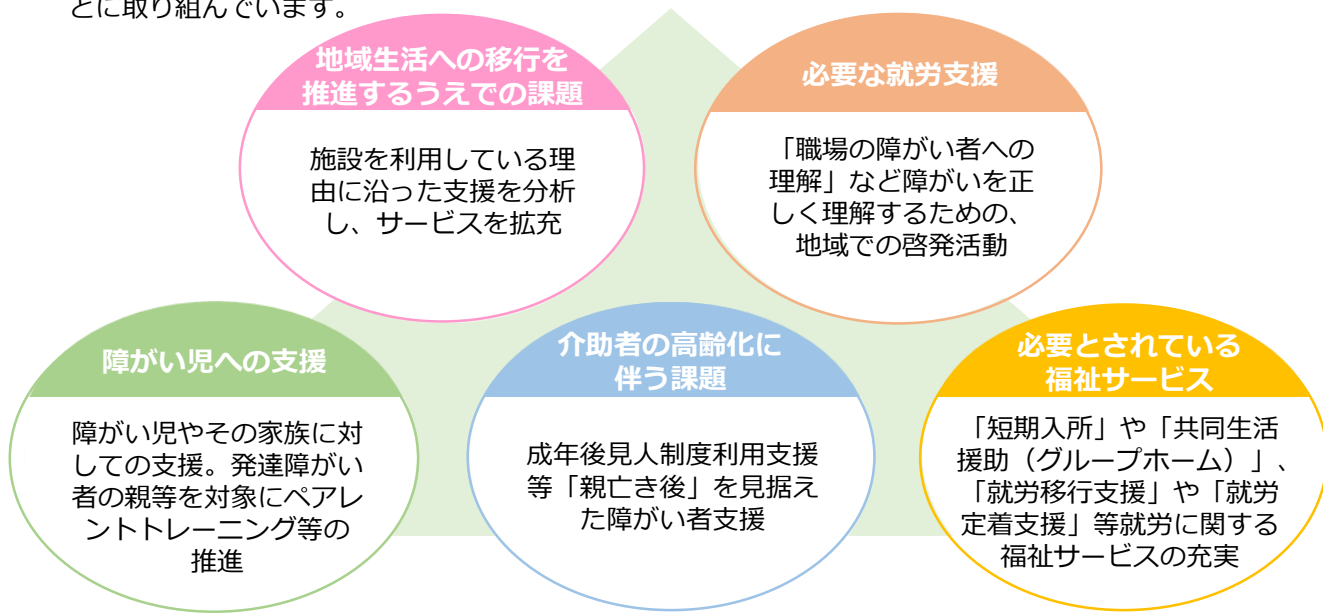 とに取り組んでいます。
地域生活への移行を
推進するうえでの課題
施設を利用している理
由に沿った支援を分析
し、サービスを拡充
必要な就労支援
「職場の障がい者への
理解」など障がいを正
しく理解するための、
地域での啓発活動
障がい児への支援
障がい児やその家族に対
しての支援。発達障がい
者の親等を対象にペアレ
ントトレーニング等の
推進
介助者の高齢化に
伴う課題
成年後見人制度利用支援
等「親亡き後」を見据え
た障がい者支援
必要とされている
福祉サービス
「短期入所」や「共同生活
援助（グループホーム）」、
「就労移行支援」や「就労
定着支援」等就労に関する
福祉サービスの充実